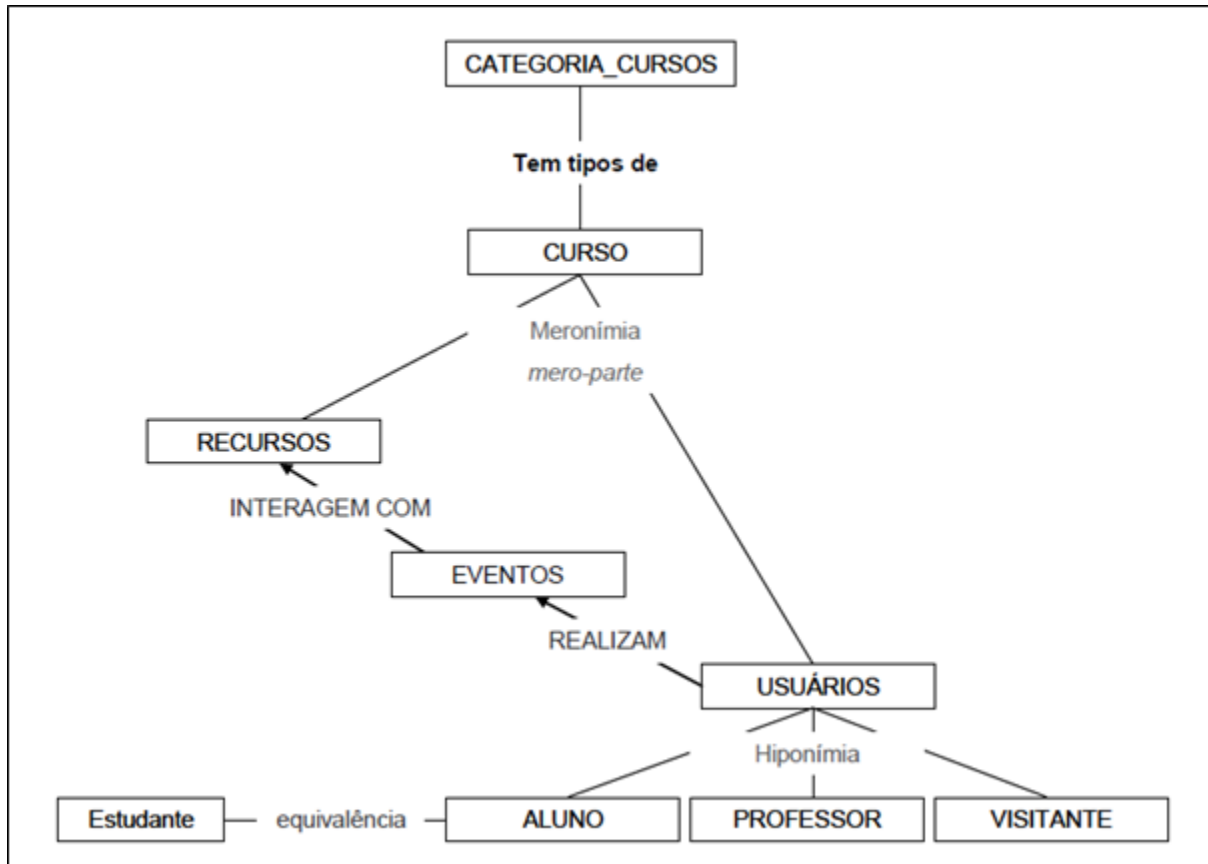 CATEGORIA_CURSOS
Tem tipos de
CURSO
Meronímia
mero-parte
RECURSOS
INTERAGEM COM
EVENTOS
REALIZAM
USUÁRIOS
Hiponímia
Estudante
equivalência
ALUNO
PROFESSOR
VISITANTE